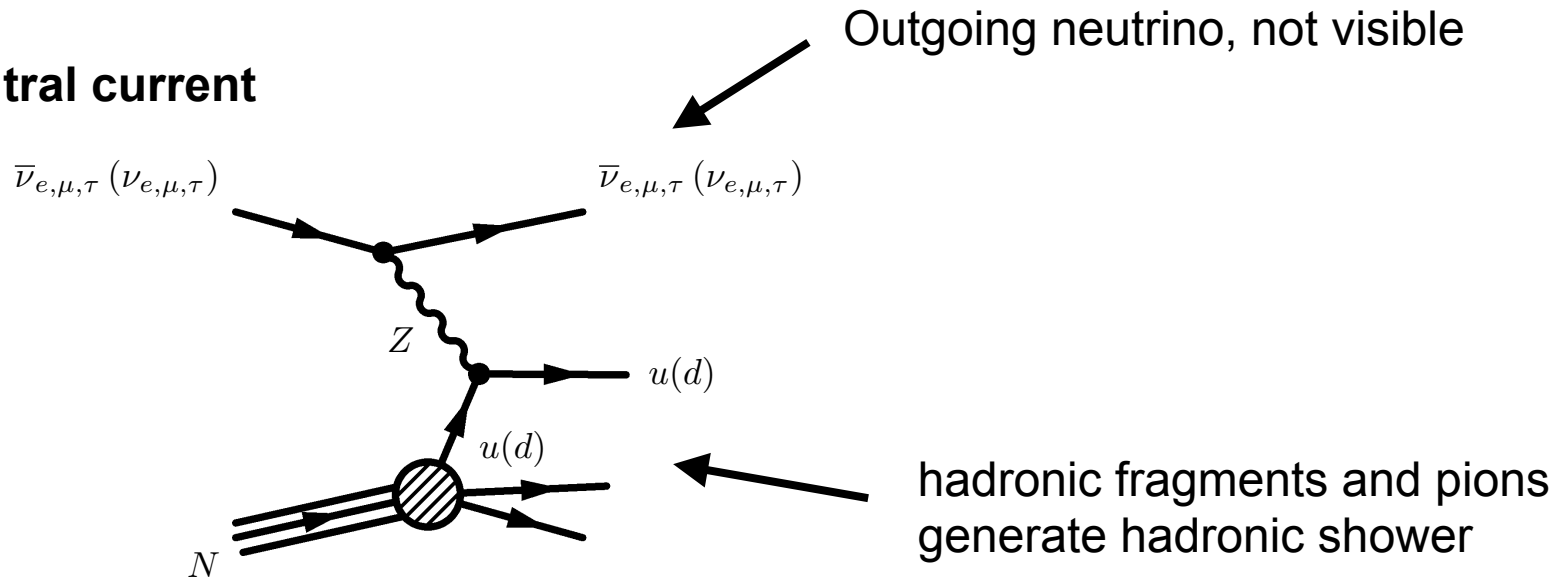 Outgoing neutrino, not visible
tral current
ν̅e,μ,τ (νe,μ,τ)
ν̅e,μ,τ (νe,μ,τ)
Z
u(d)
u(d)
hadronic fragments and pions
generate hadronic shower
N